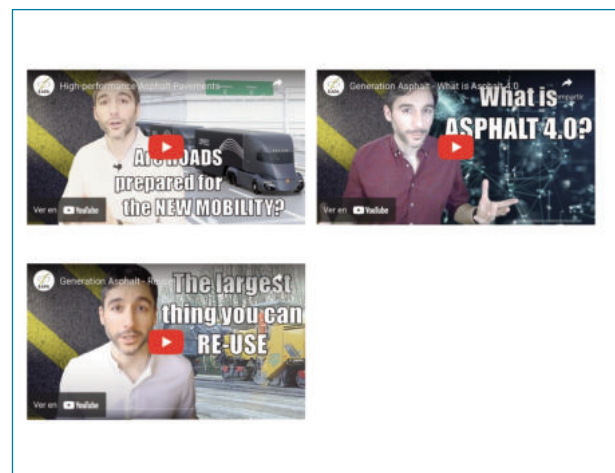 High-performance Asphalt Pavements
Are ROADS
prepared for
the NEW MOBILITY?
Ver en YouTube
Generation Asphalt - What is Asphalt 4.0
What is
ASPHALT 4.0?
Ver en YouTube
Generation Asphalt - 
The largest
thing you can
RE-USE
Ver en YouTube